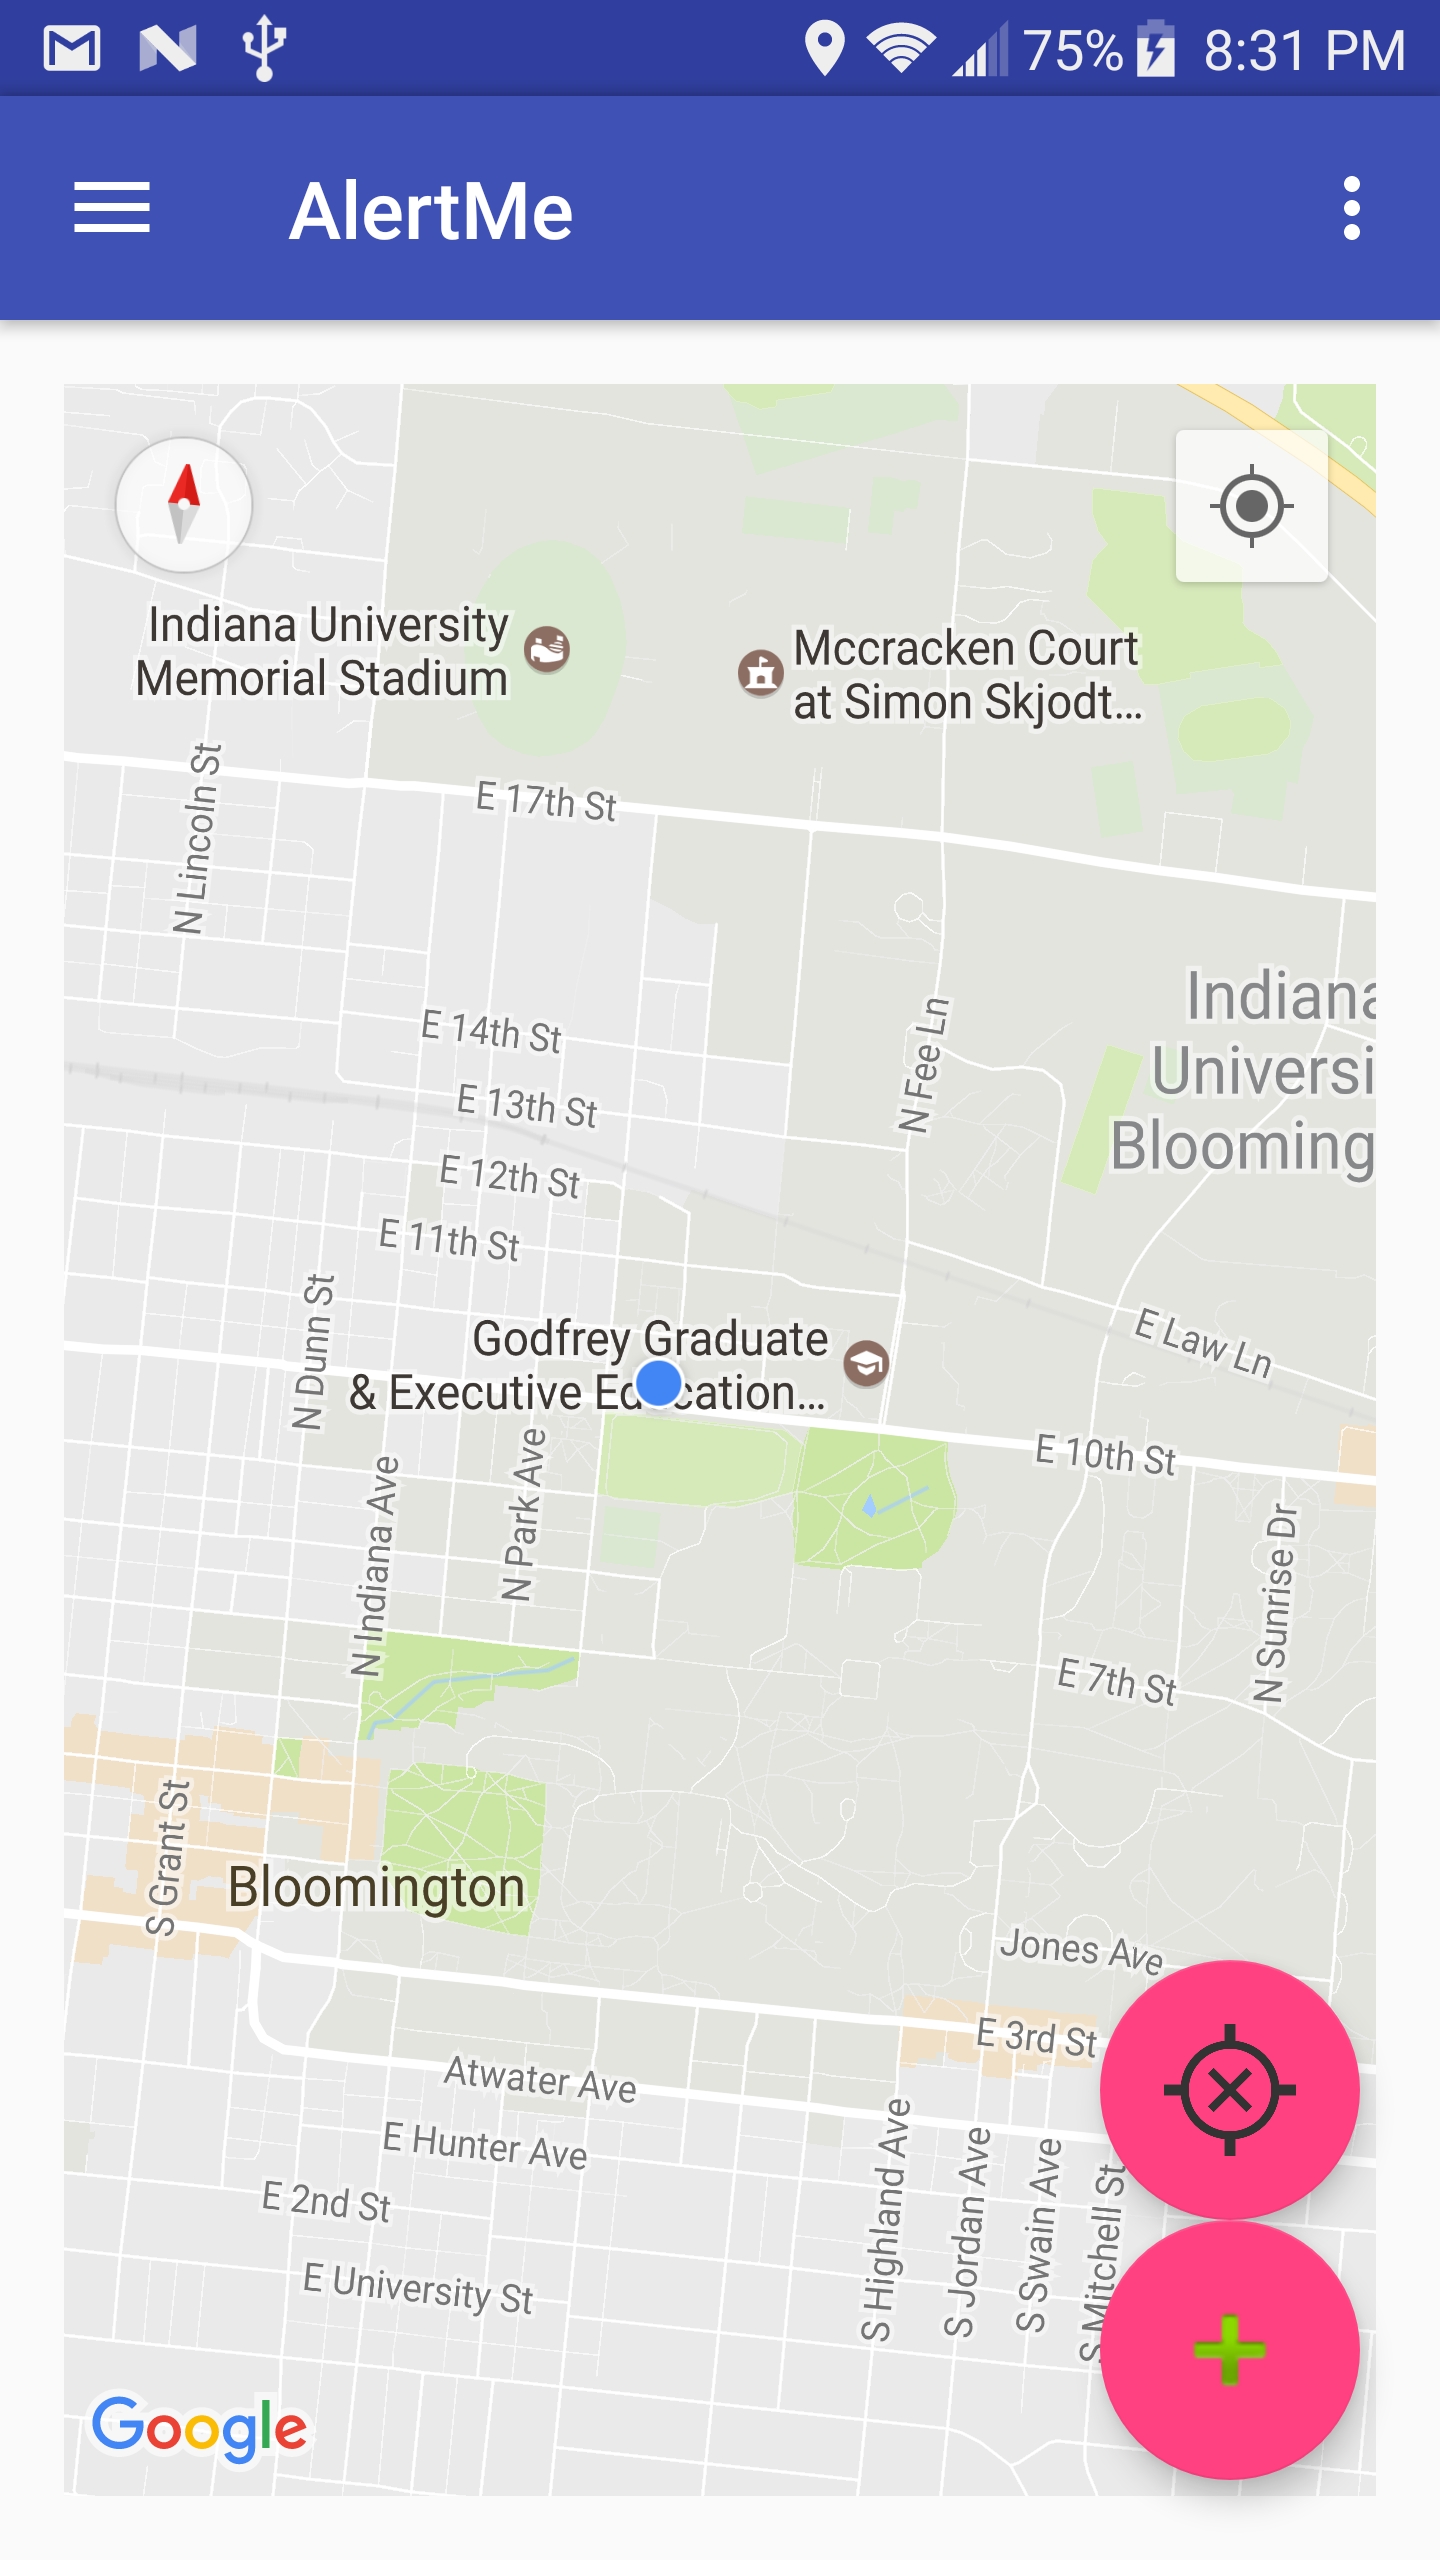 75% 8:31 PM
AlertMe
Indiana University
Memorial Stadium
Mccracken Court
at Simon Skjodt...
N Lincoln St
E 17th St
Indiana
Universi
Blooming
E 14th St
N Fee Ln
E 13th St
E 12th St
E 11th St
N Dunn St
Godfrey Graduate
& Executive Education...
E Law Ln
E 10th St
N Park Ave
N Indiana Ave
N Sunrise Dr
E 7th St
S Grant St
Bloomington
Jones Ave
E 3rd St
Atwater Ave
E Hunter Ave
E 2nd St
S Highland Ave
S Jordan Ave
S Swain Ave
S Mitchell St
E University St
Google